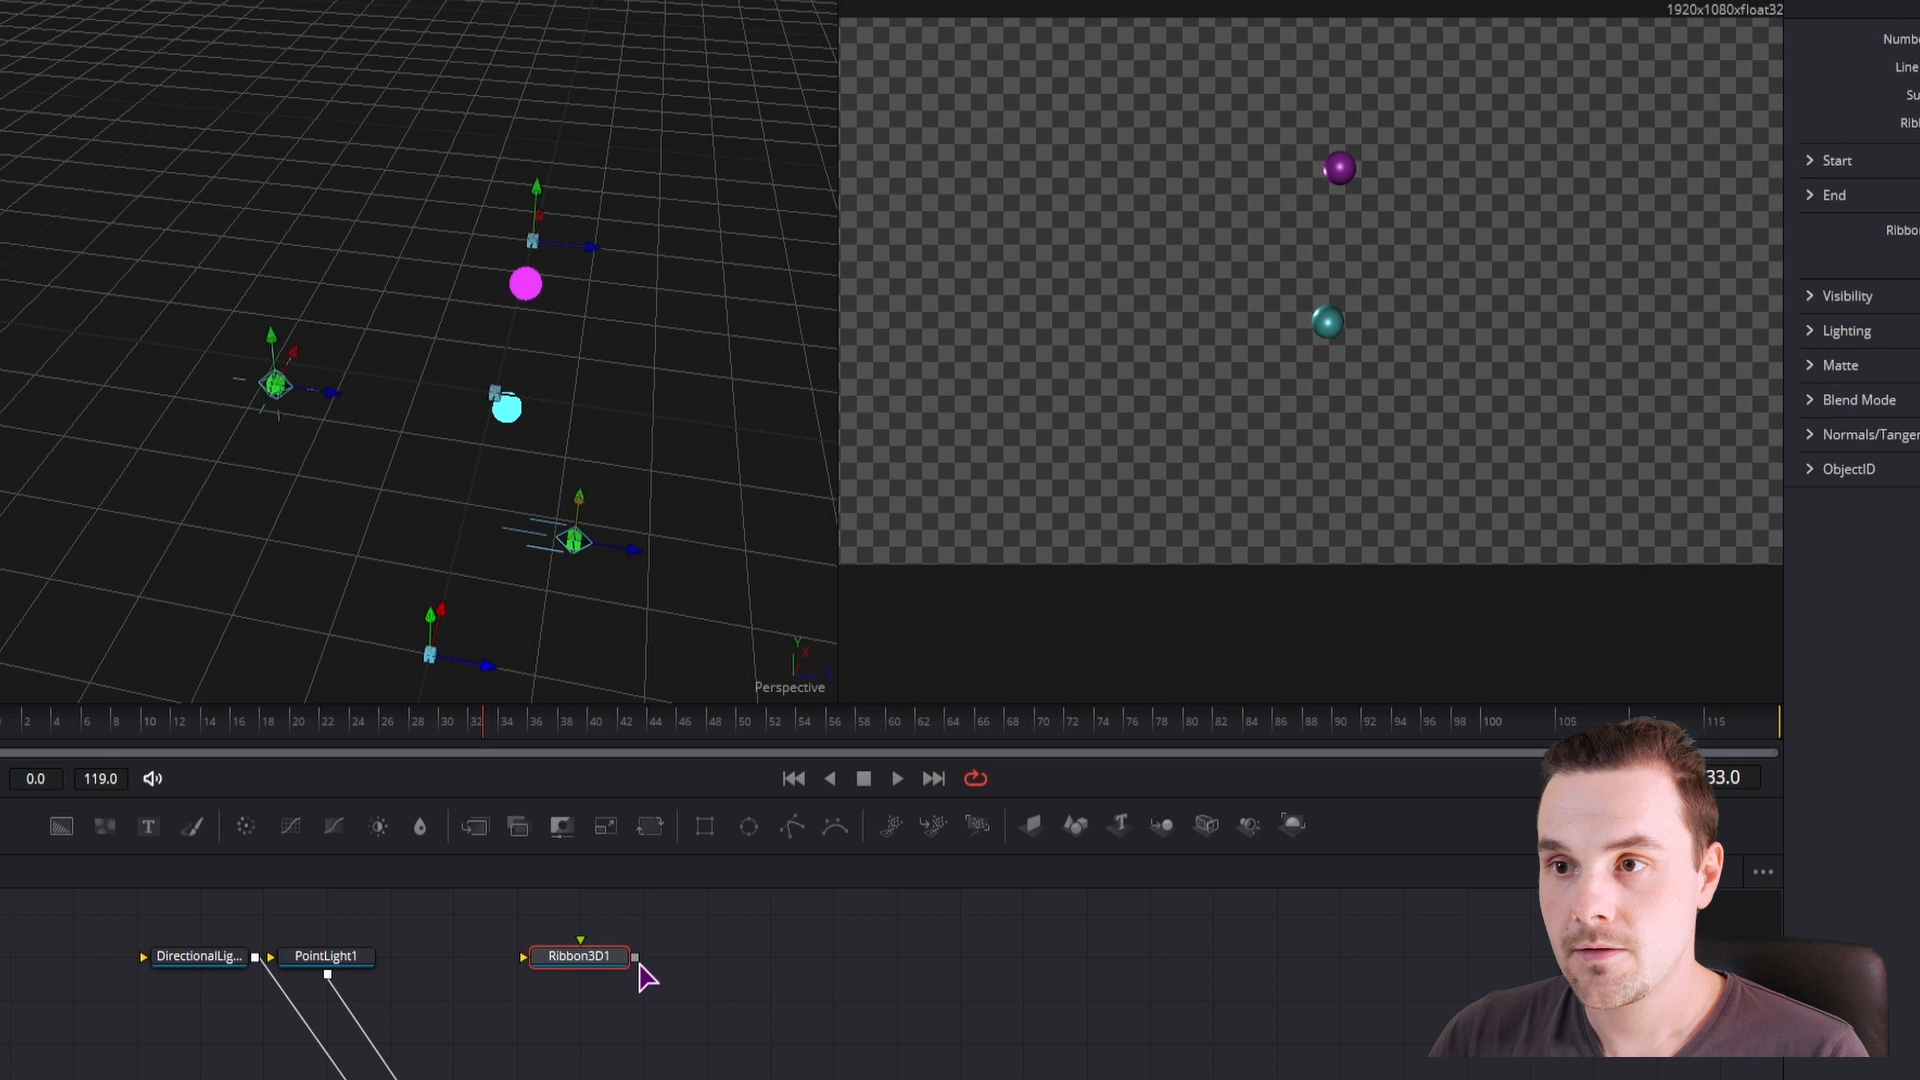 1920x1080xfloat32
Numbe
Line
Su
Rib
Start
End
Ribbo
Visibility
Lighting
Matte
Blend Mode
Normals/Tanger
ObjectID
Y
X
Perspective
2 4 6 8 10 12 14 16 18 20 22 24 26 28 30 32 34 36 38 40 42 44 46 48 50 52 54 56 58 60 62 64 66 68 70 72 74 76 78 80 82 84 86 88 90 92 94 96 98 100 105 115
0.0 119.0 33.0
T T
DirectionalLig... PointLight1 Ribbon3D1